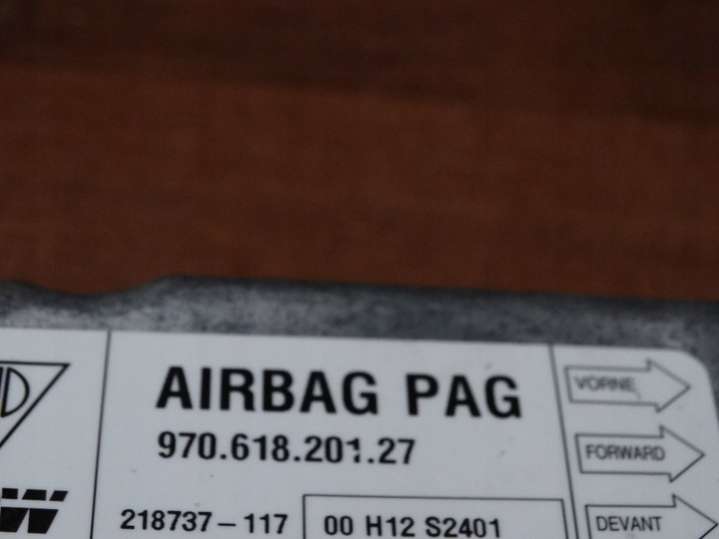 AIRBAG PAG
970.618.201.27
218737-117
00 H12 S2401
VORNE
FORWARD
DEVANT